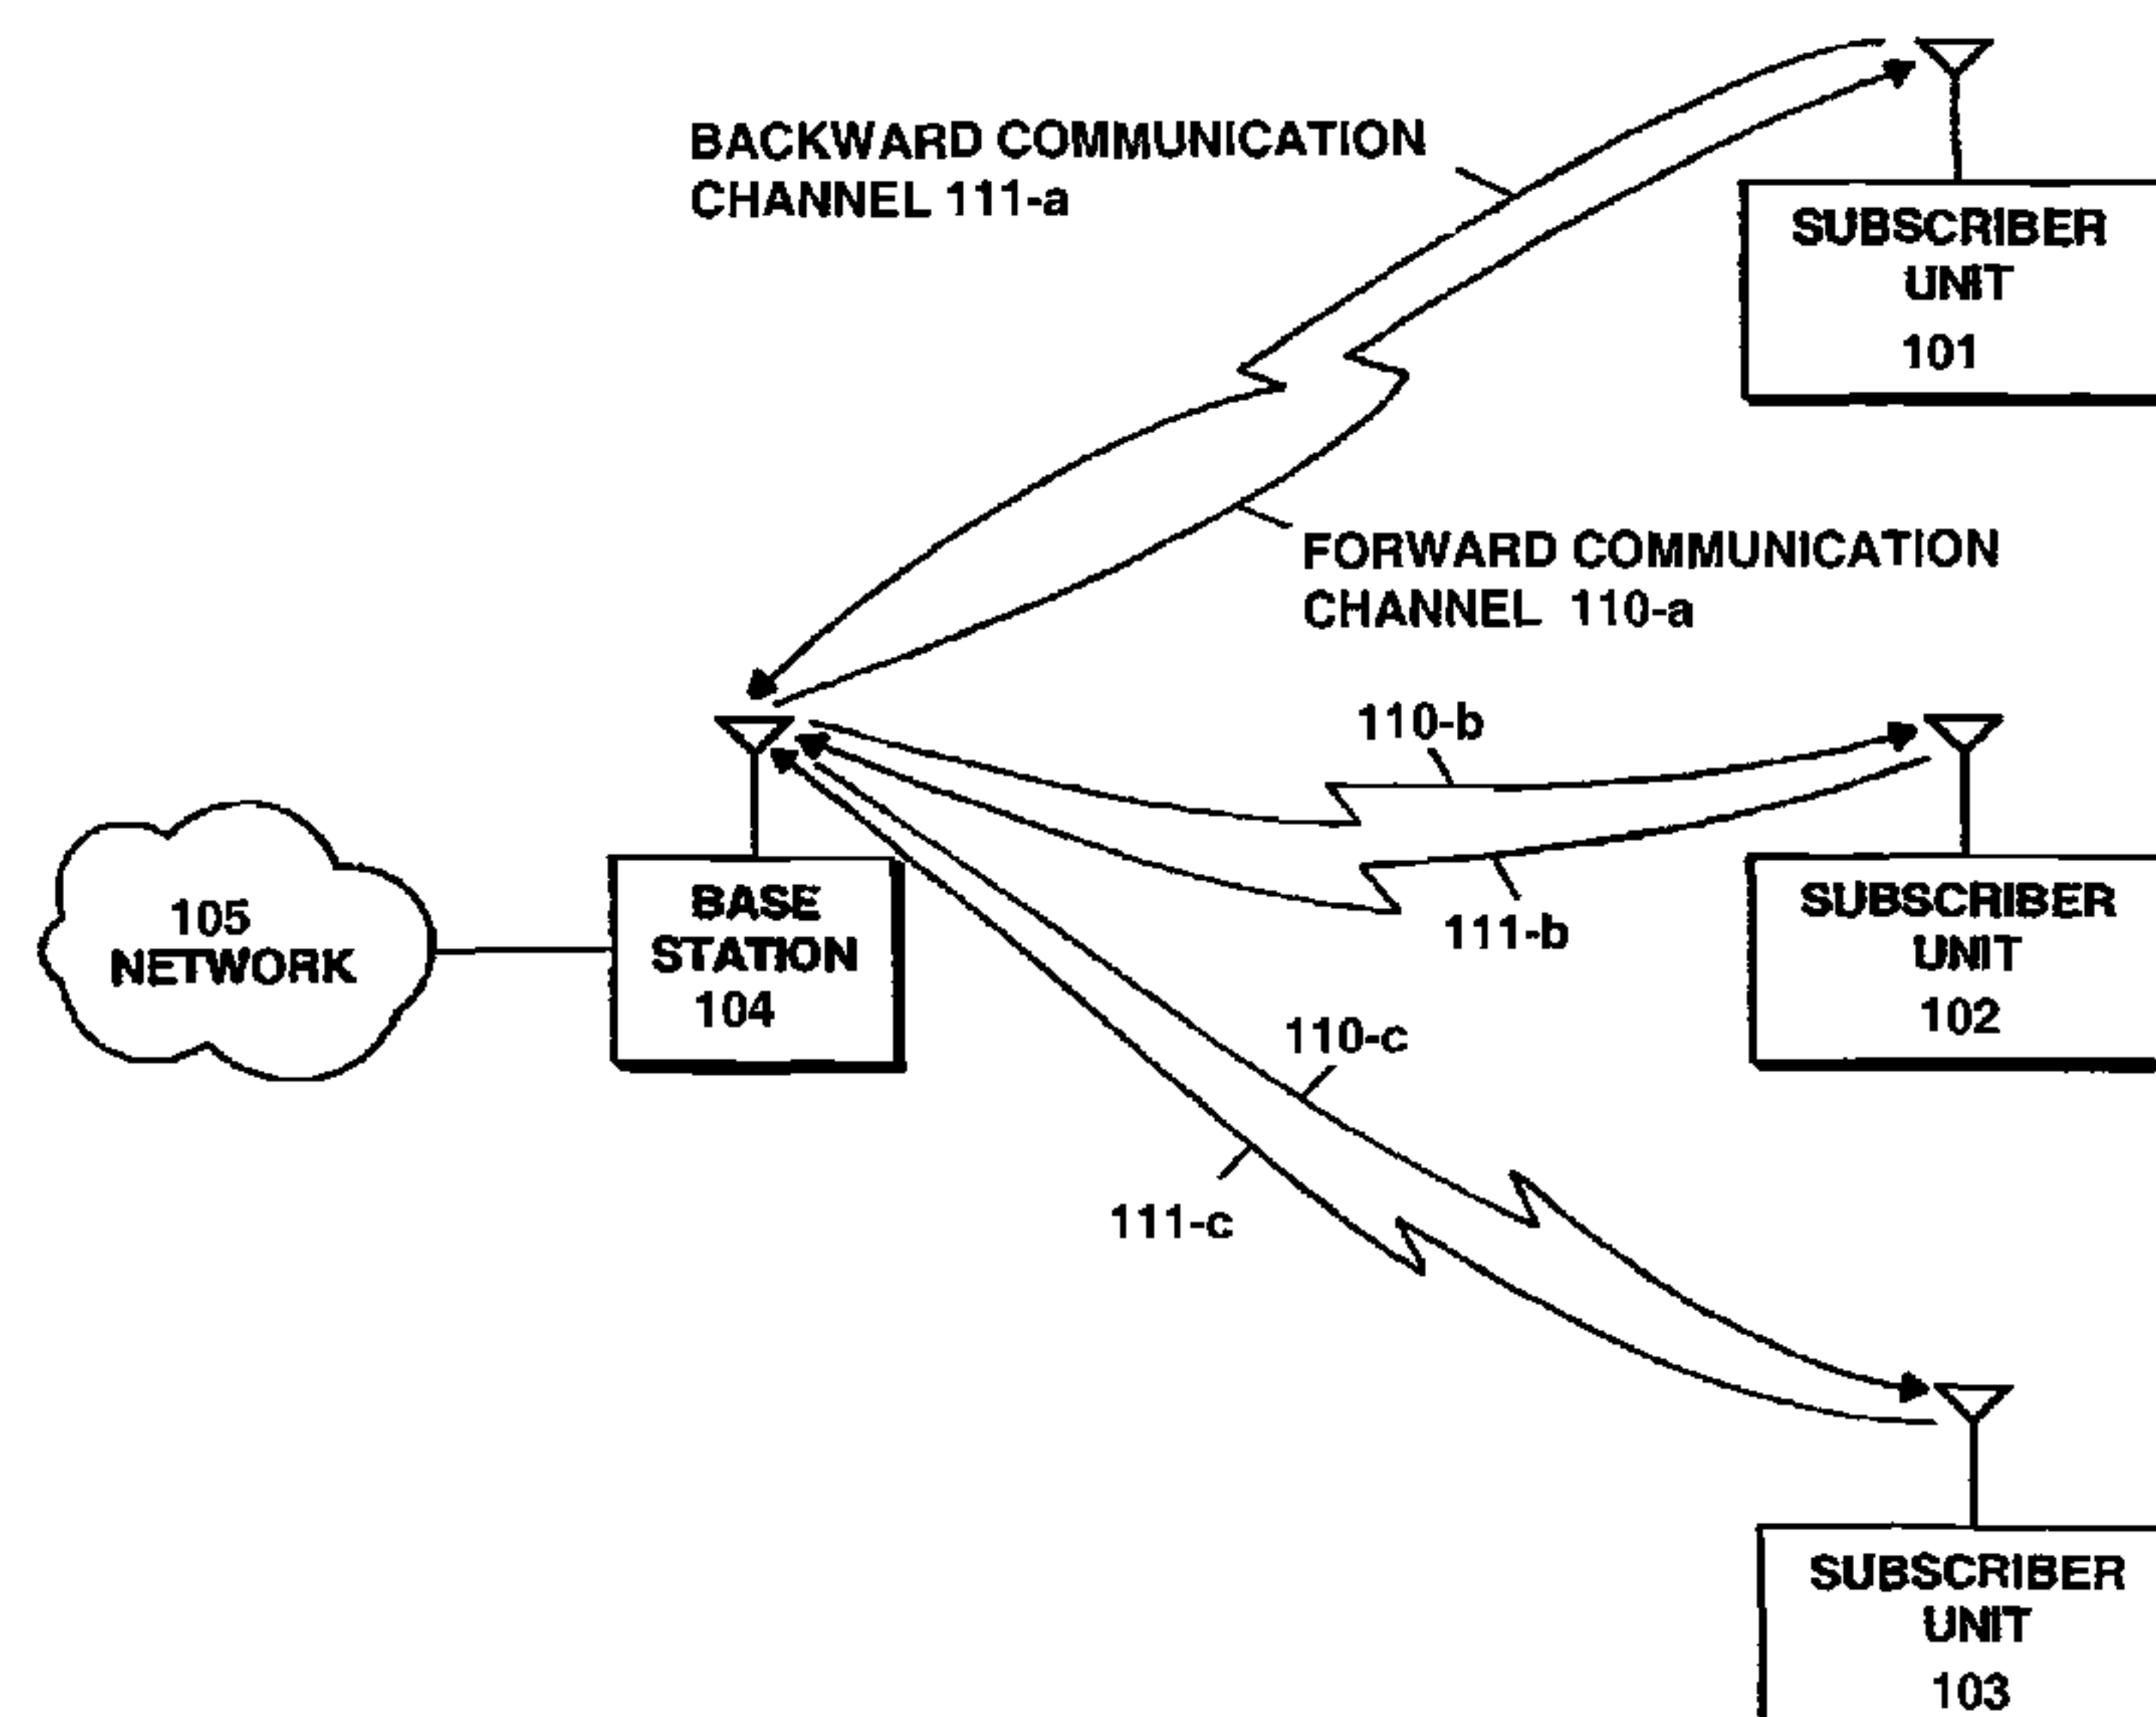 BACKWARD COMMUNICATION
CHANNEL 111-a
SUBSCRIBER
UNIT
101
FORWARD COMMUNICATION
CHANNEL 110-a
110-b
111-b
SUBSCRIBER
UNIT
102
105
NETWORK
BASE
STATION
104
110-c
111-c
SUBSCRIBER
UNIT
103